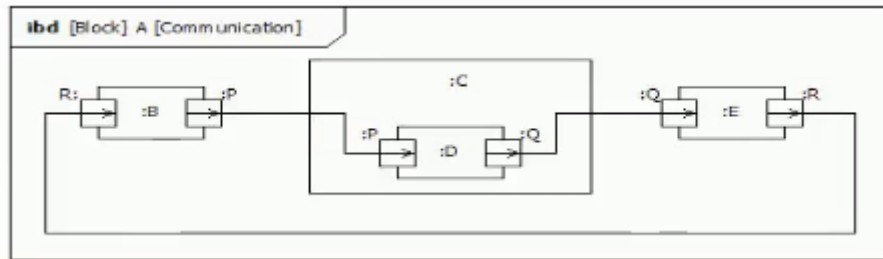 ibd [Block] A [Communication]
:C
R: :P :Q :R
:B :E
:P :Q
:D